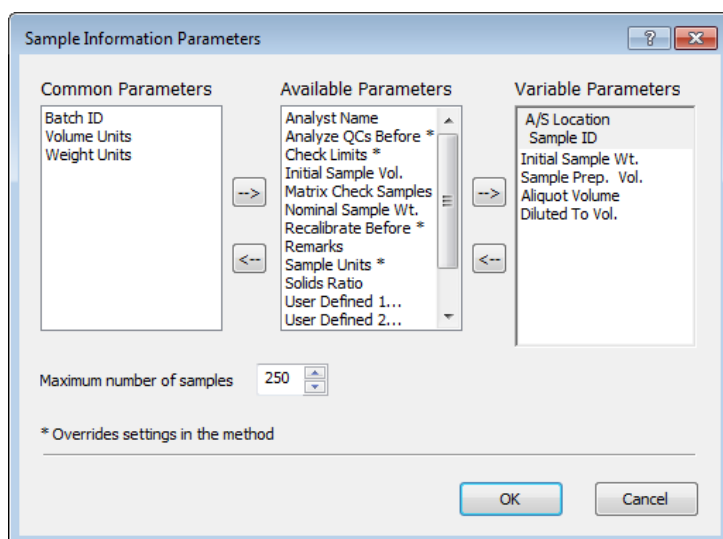 Sample Information Parameters
?
Common Parameters
Batch ID
Volume Units
Weight Units
-->
<--
Available Parameters
Analyst Name
Analyze QCs Before *
Check Limits *
Initial Sample Vol.
Matrix Check Samples
Nominal Sample Wt.
Recalibrate Before *
Remarks
Sample Units *
Solids Ratio
User Defined 1...
User Defined 2...
-->
<--
Variable Parameters
A/S Location
Sample ID
Initial Sample Wt.
Sample Prep. Vol.
Aliquot Volume
Diluted To Vol.
Maximum number of samples 250
* Overrides settings in the method
OK Cancel